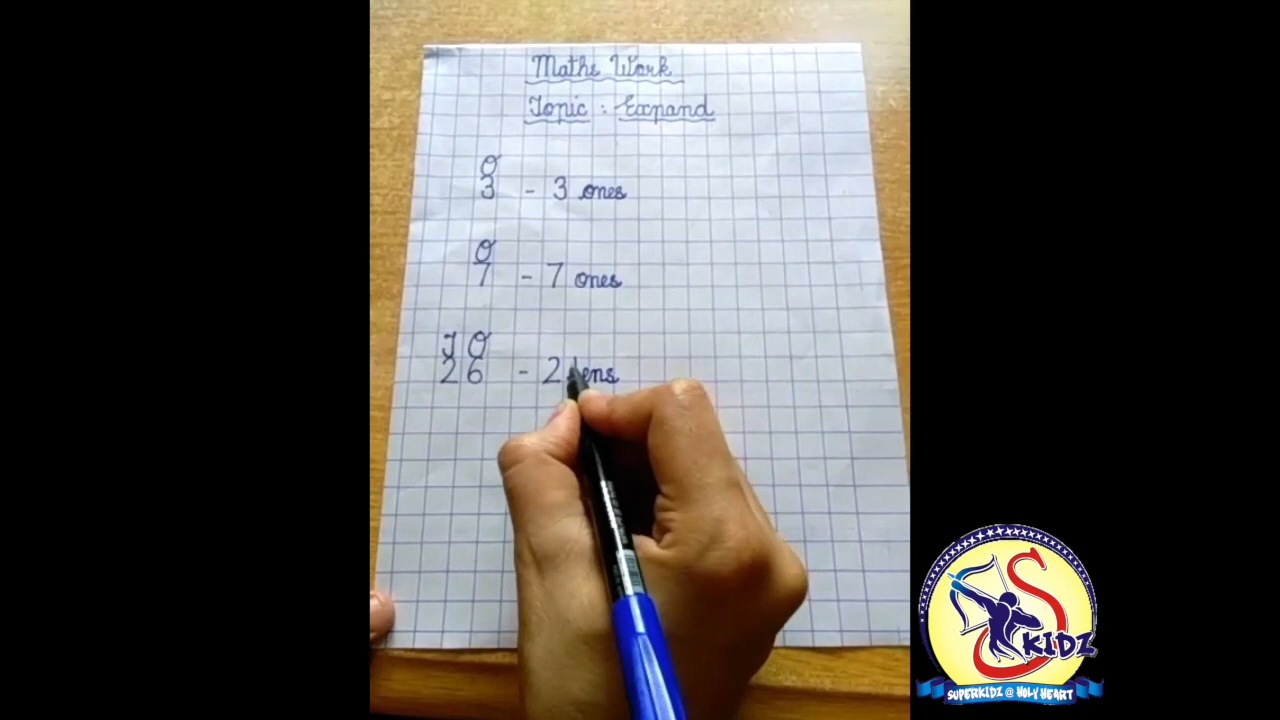 Maths Work
Topic : Expand
O
3 - 3 ones
O
7 - 7 ones
T O
26 - 2 tens
S KIDZ
SUPERKIDZ @ HOLY HEART